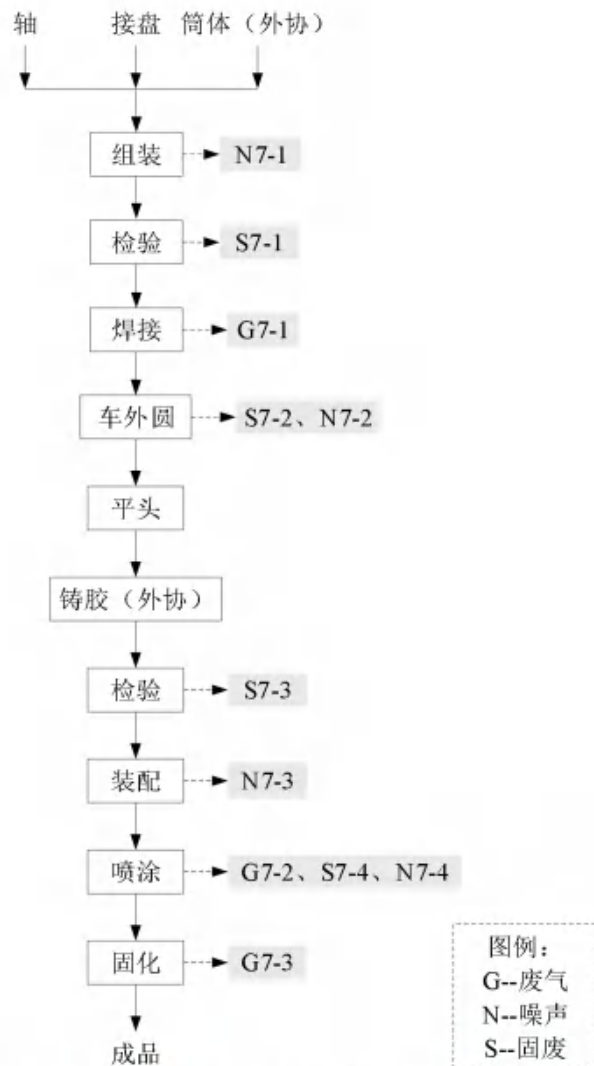 轴 接盘 筒体（外协）
组装 N7-1
检验 S7-1
焊接 G7-1
车外圆 S7-2、N7-2
平头
铸胶（外协）
检验 S7-3
装配 N7-3
喷涂 G7-2、S7-4、N7-4
固化 G7-3
成品
图例：
G--废气
N--噪声
S--固废